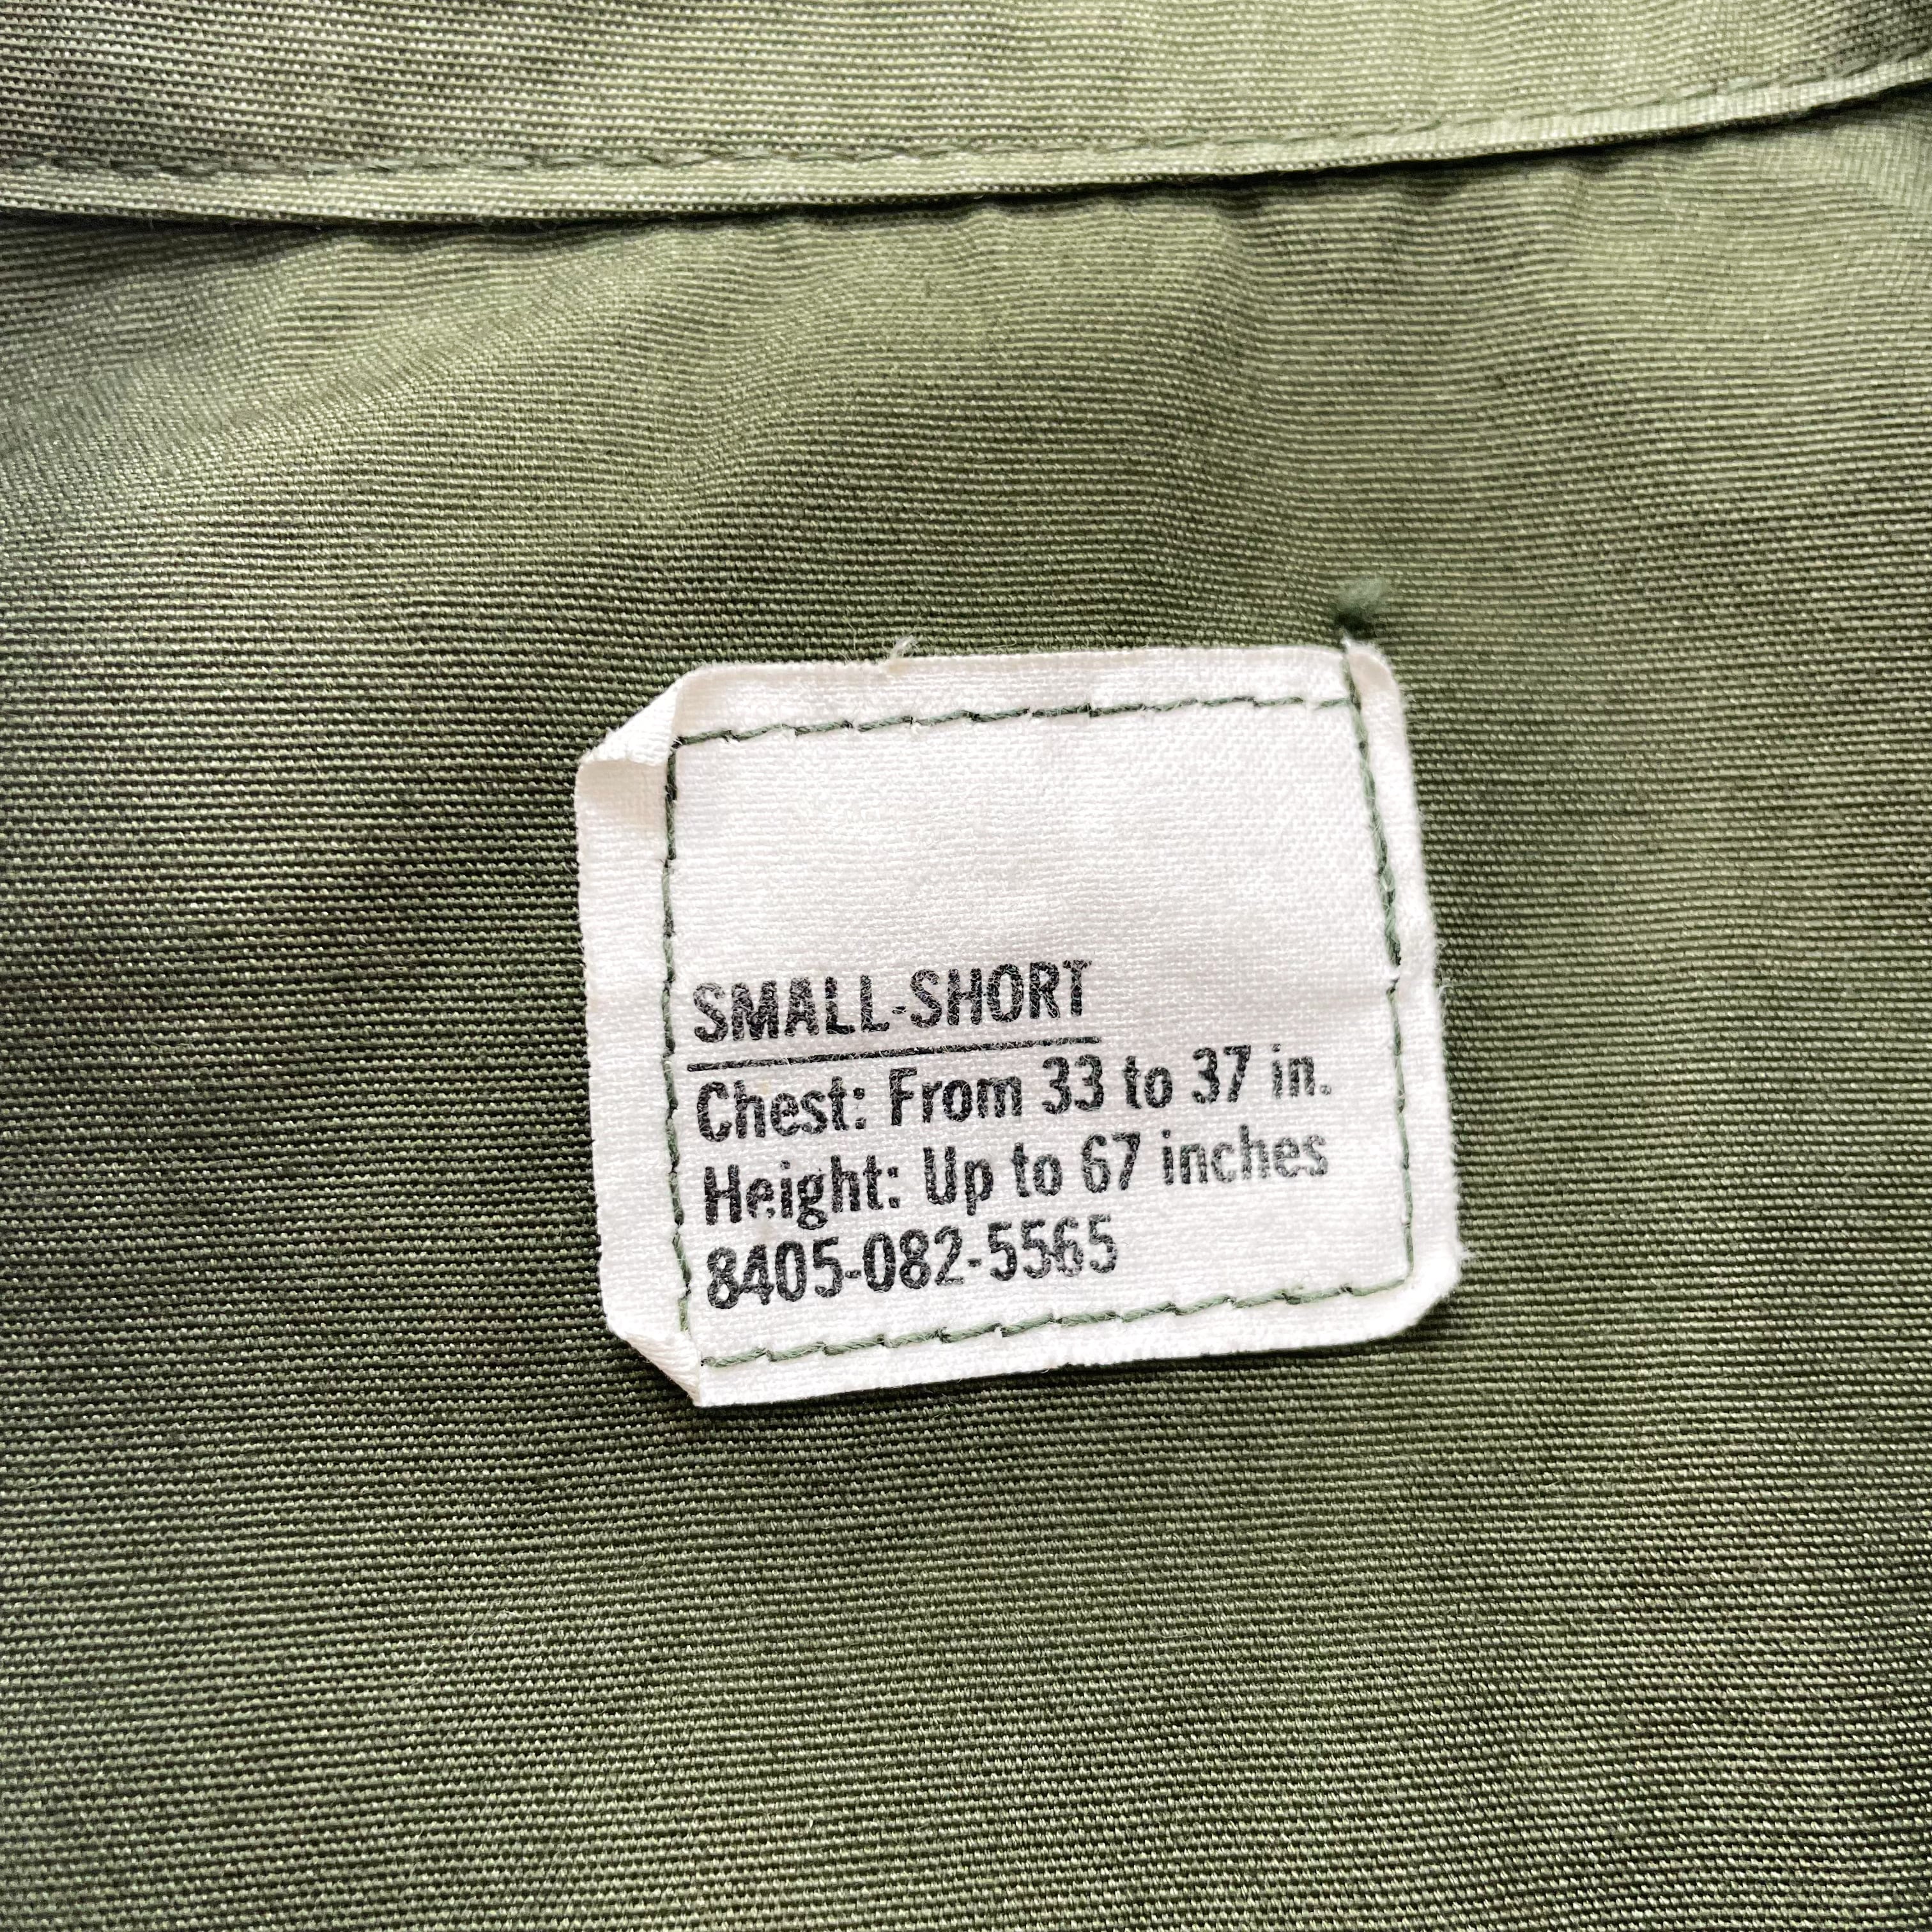 SMALL-SHORT
Chest: From 33 to 37 in.
Height: Up to 67 inches
8405-082-5565